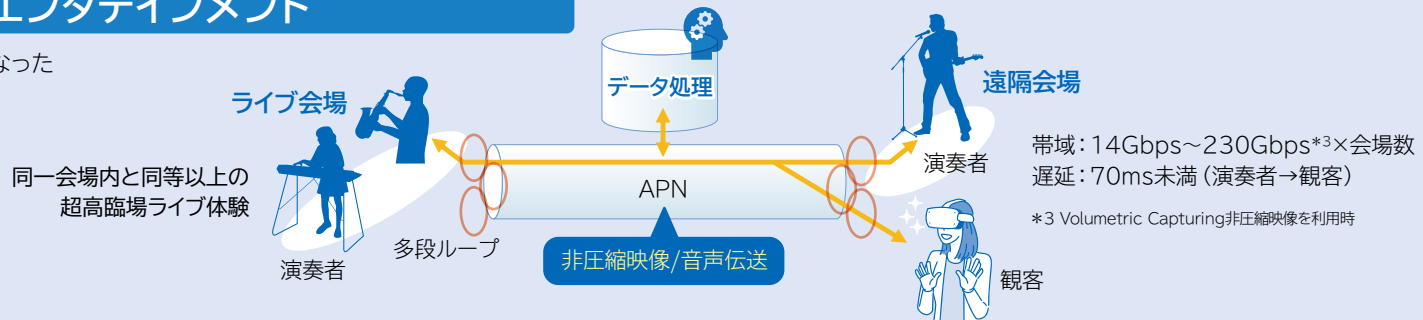 エンタテインメント
なった
ライブ会場
データ処理
遠隔会場
同一会場内と同等以上の
超高臨場ライブ体験
演奏者
多段ループ
APN
非圧縮映像/音声伝送
演奏者
観客
帯域:14Gbps～230Gbps*3×会場数
遅延:70ms未満(演奏者→観客)
*3 Volumetric Capturing非圧縮映像を利用時